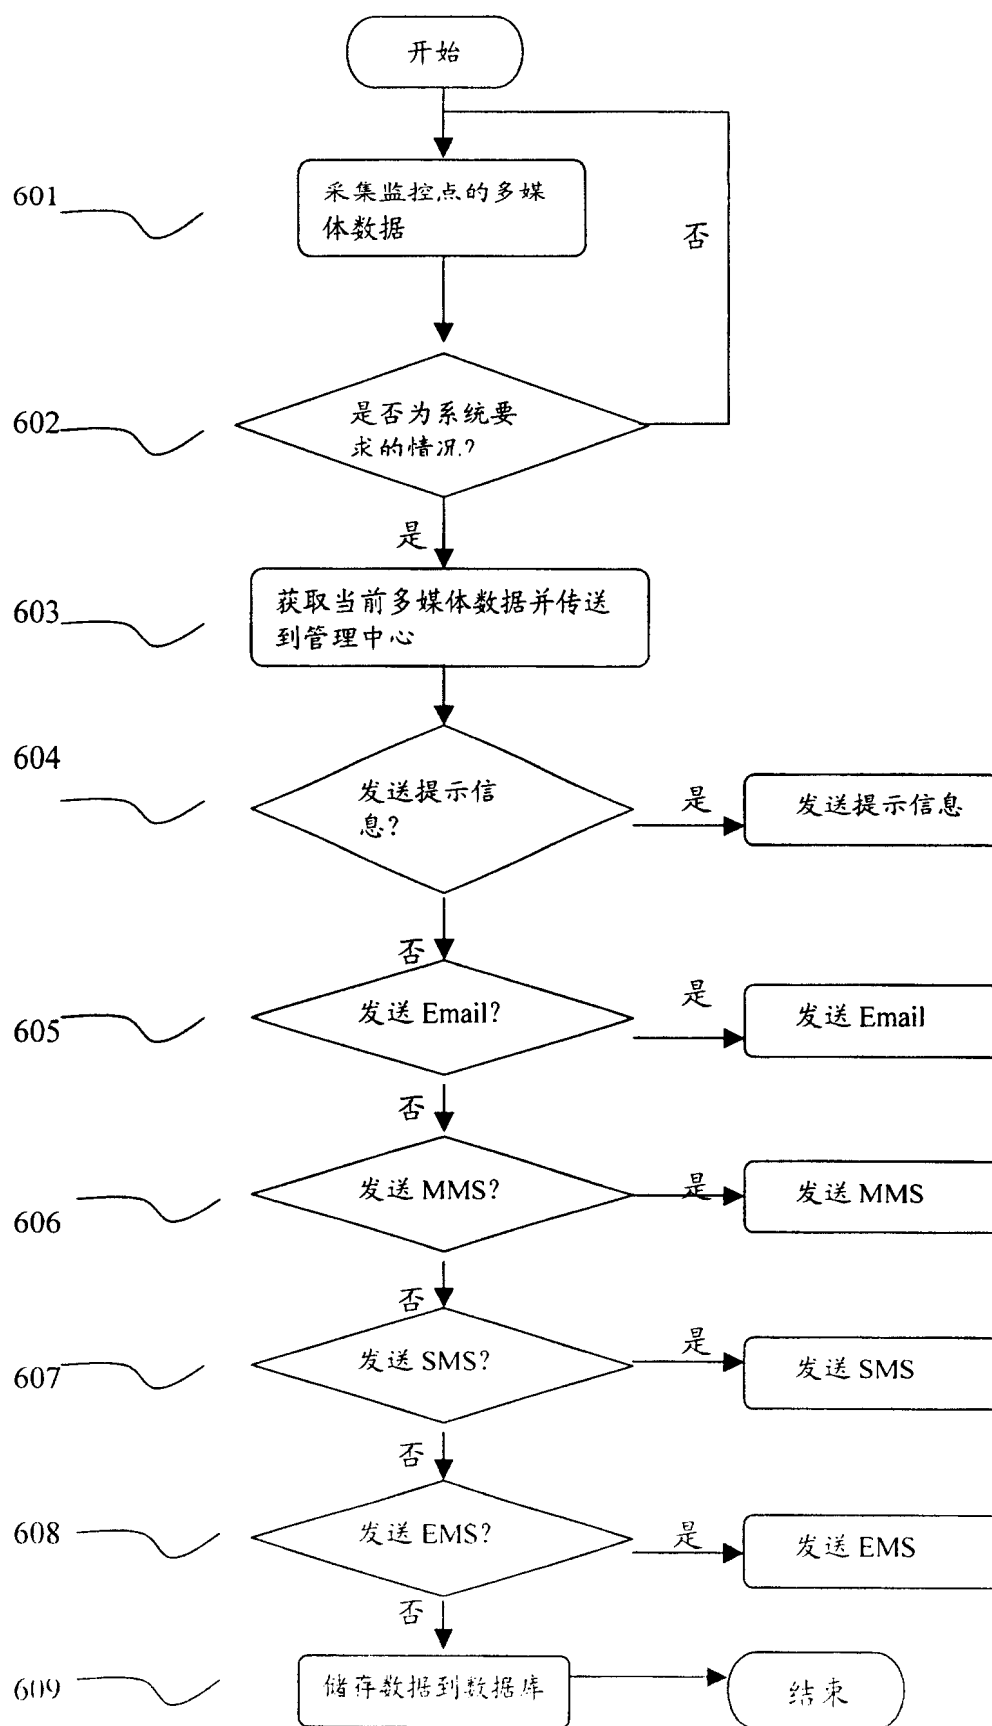 开始
601
采集监控点的多媒
体数据
否
602
是否为系统要
求的情况?
是
603
获取当前多媒体数据并传送
到管理中心
604
发送提示信
息?
是
发送提示信息
否
605
发送 Email?
是
发送 Email
否
606
发送 MMS?
是
发送 MMS
否
607
发送 SMS?
是
发送 SMS
否
608
发送 EMS?
是
发送 EMS
否
609
储存数据到数据库
结束